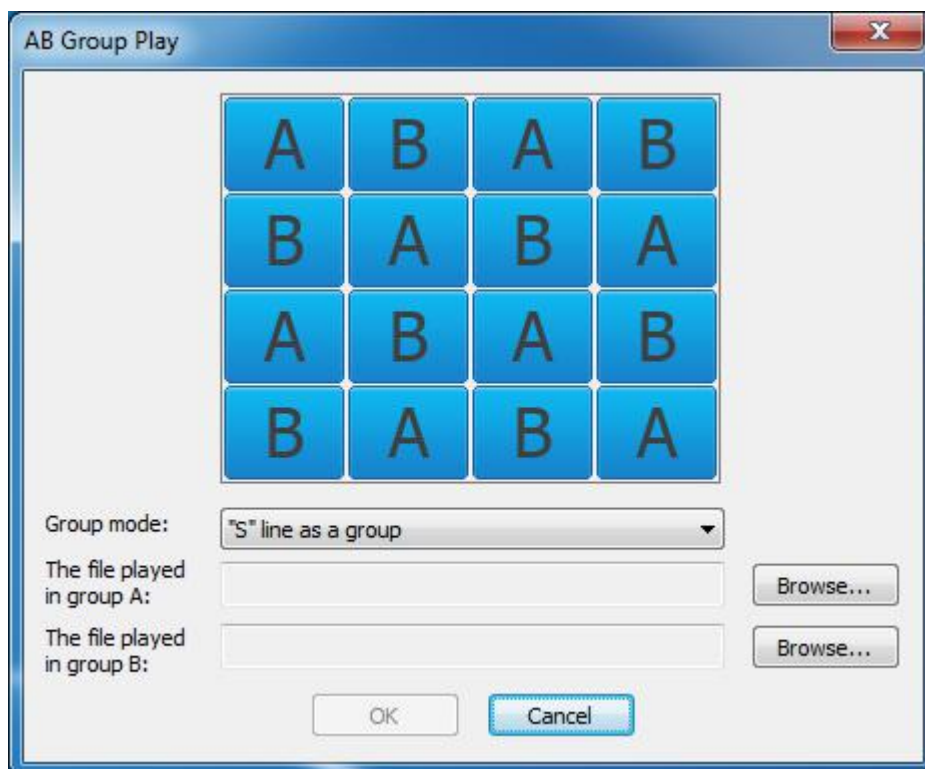 AB Group Play
A B A B
B A B A
A B A B
B A B A
Group mode:
"S" line as a group
The file played
in group A:
Browse...
The file played
in group B:
Browse...
OK
Cancel